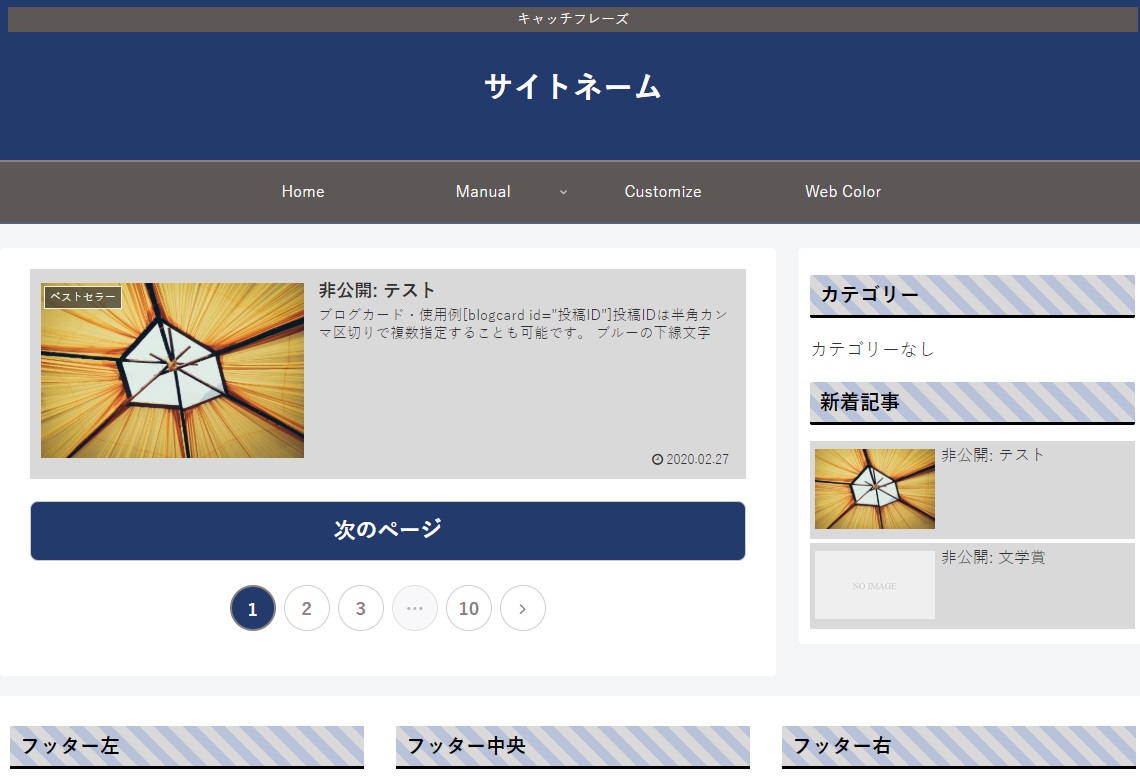 キャッチフレーズ
サイトネーム
Home
Manual
Customize
Web Color
ベストセラー
非公開: テスト
ブログカード・使用例[blogcard id="投稿ID"]投稿IDは半角カン
マ区切りで複数指定することも可能です。 ブルーの下線文字
2020.02.27
次のページ
1
2
3
…
10
カテゴリー
カテゴリーなし
新着記事
非公開: テスト
NO IMAGE
非公開: 文学賞
フッター左
フッター中央
フッター右